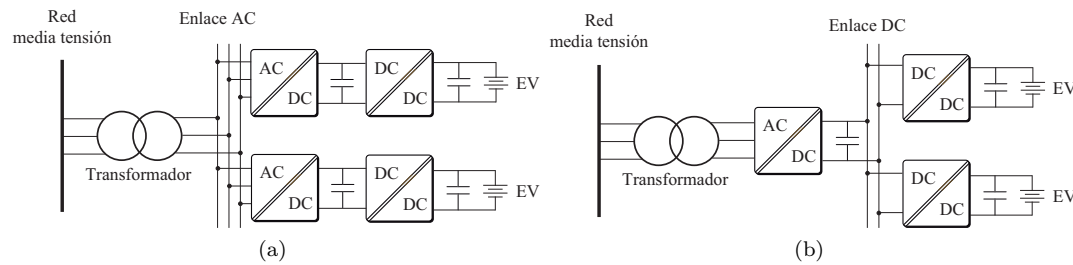 Red
media tensión
Enlace AC
AC
DC
DC
DC
EV
Transformador
AC
DC
DC
DC
EV
(a)
Red
media tensión
Enlace DC
DC
DC
EV
AC
DC
Transformador
DC
DC
EV
(b)